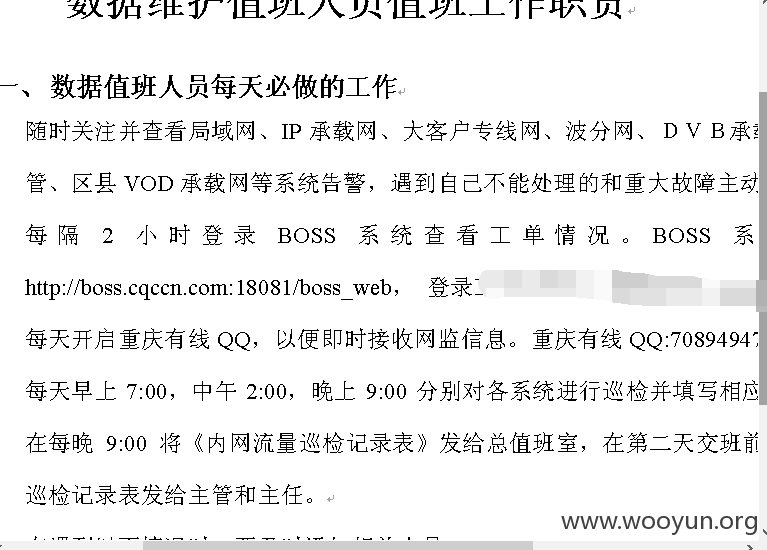 数据维护值班人员值班工作职责
一、数据值班人员每天必做的工作
随时关注并查看局域网、IP 承载网、大客户专线网、波分网、ＤＶＢ承载
管、区县 VOD 承载网等系统告警，遇到自己不能处理的和重大故障主动
每隔 2 小时登录 BOSS 系统查看工单情况。BOSS 系
http://boss.cqccn.com:18081/boss_web， 登录
每天开启重庆有线 QQ，以便即时接收网监信息。重庆有线 QQ:70894947
每天早上 7:00，中午 2:00，晚上 9:00 分别对各系统进行巡检并填写相应
在每晚 9:00 将《内网流量巡检记录表》发给总值班室，在第二天交班前
巡检记录表发给主管和主任。
www.wooyun.org